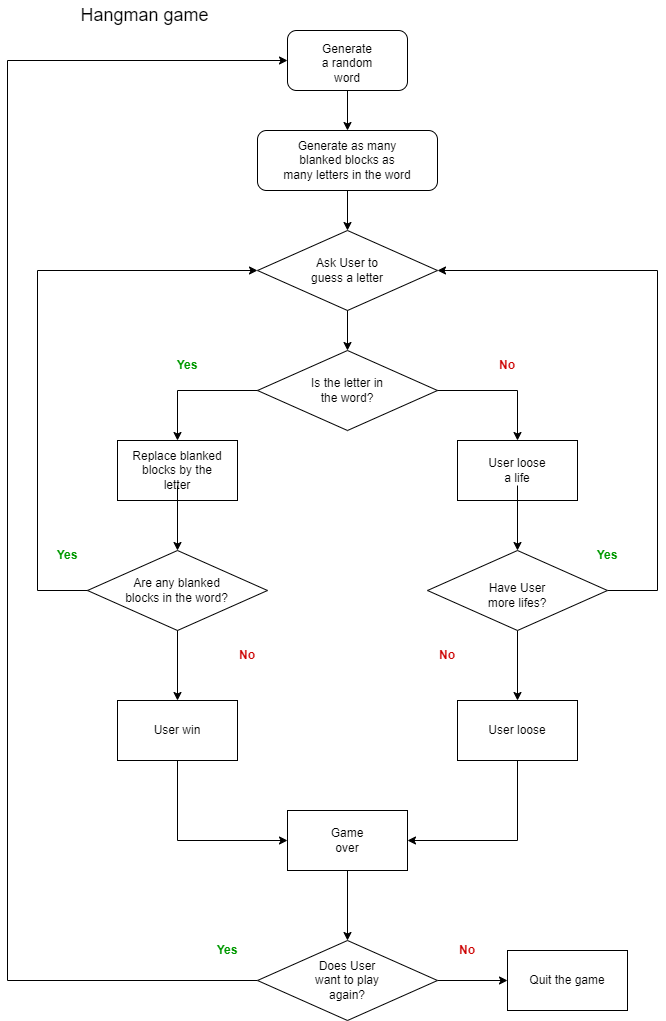 Hangman game
Generate
a random
word
Generate as many
blanked blocks as
many letters in the word
Ask User to
guess a letter
Yes
No
Is the letter in
the word?
Replace blanked
blocks by the
letter
User loose
a life
Yes
Yes
Are any blanked
blocks in the word?
Have User
more lifes?
No
No
User win
User loose
Game
over
Yes
No
Does User
want to play
again?
Quit the game